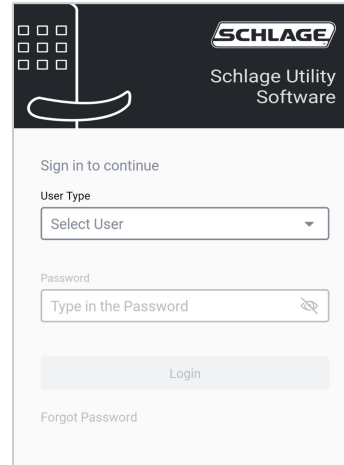 SCHLAGE
Schlage Utility
Software
Sign in to continue
User Type
Select User
Password
Type in the Password
Login
Forgot Password